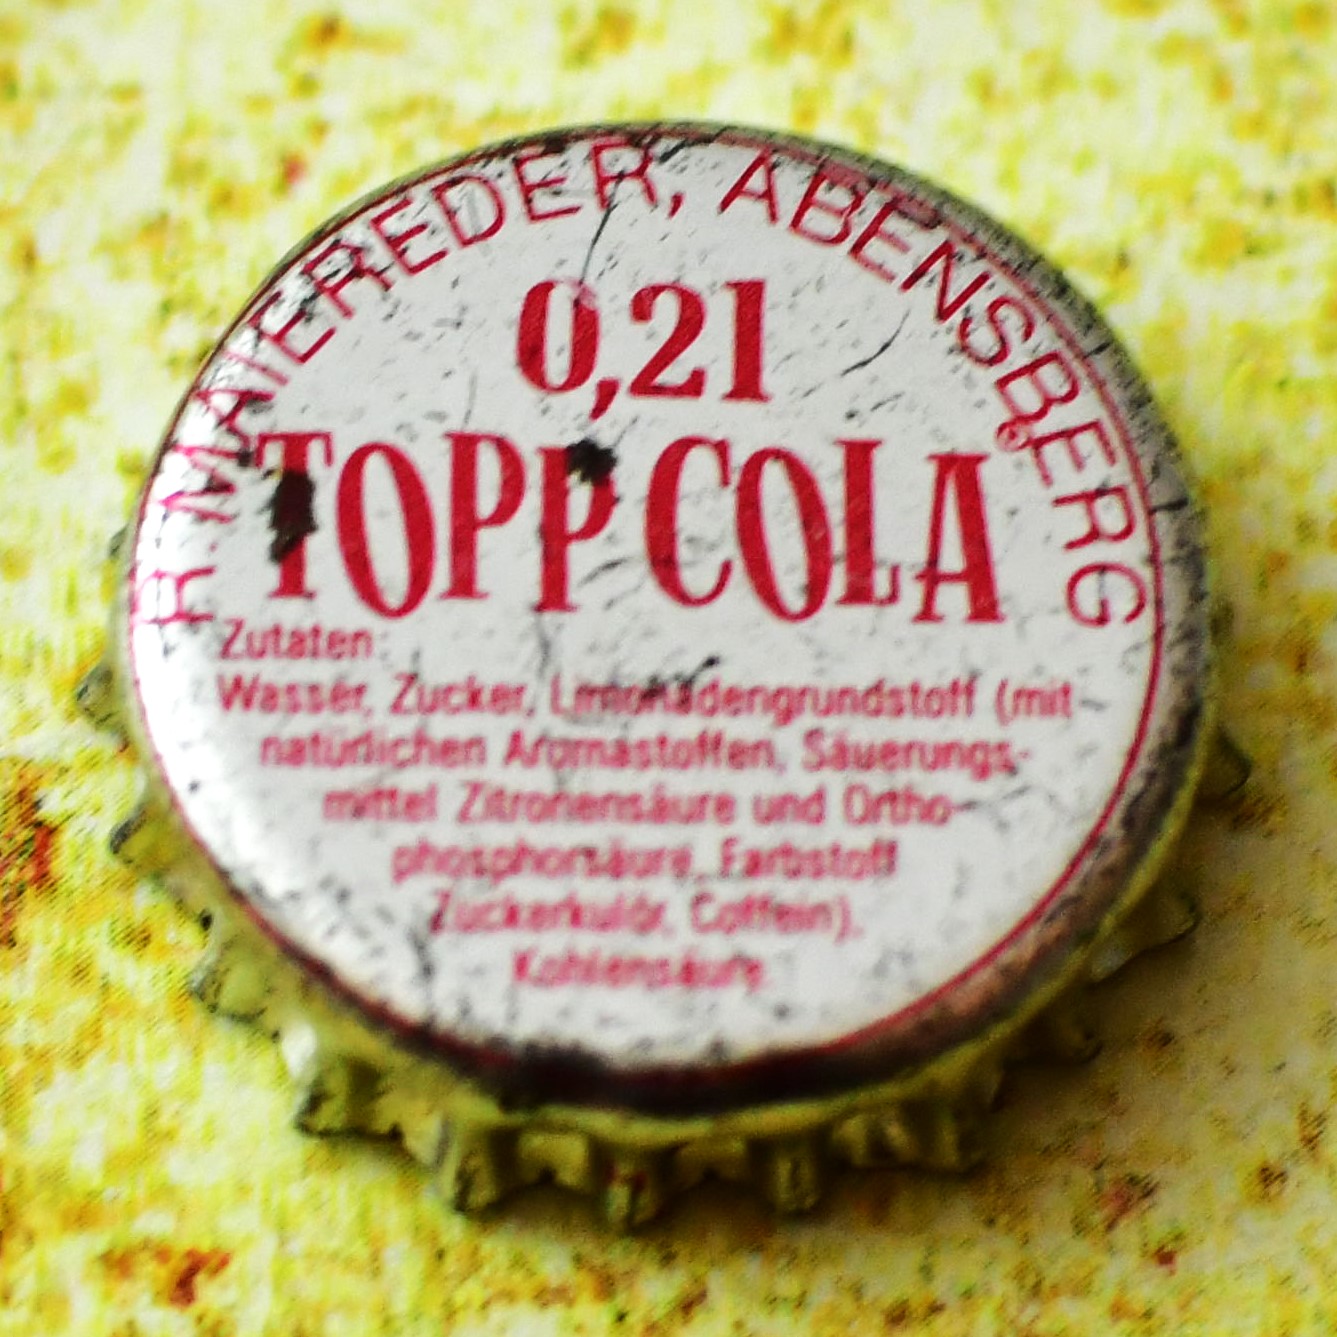 R. MAIEREDER, ABENSBERG
0,2l
TOPP COLA
Zutaten:
Wasser, Zucker, Limonadengrundstoff (mit
natürlichen Aromastoffen, Säuerungs-
mittel Zitronensäure und Ortho-
phosphorsäure, Farbstoff
Zuckerkulör, Coffein),
Kohlensäure